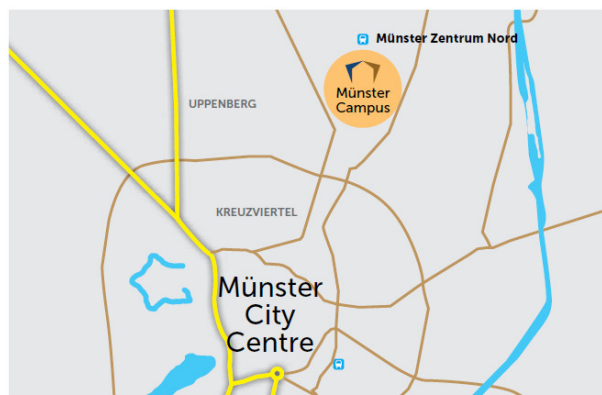 Münster Zentrum Nord
Münster
Campus
UPPENBERG
KREUZVIERTEL
Münster
City
Centre